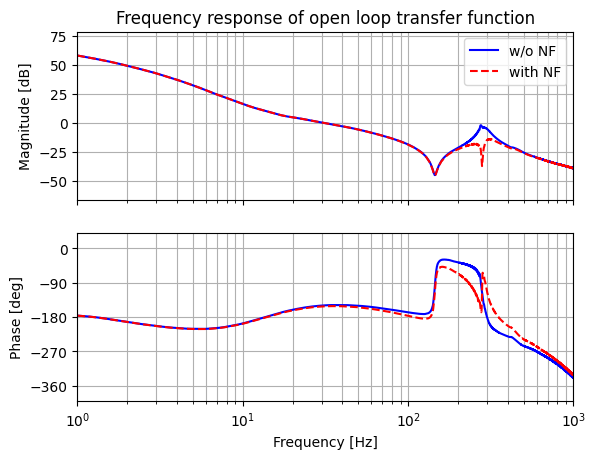 Frequency response of open loop transfer function
75
50
25
0
−25
−50
Magnitude [dB]
w/o NF
with NF
0
−90
−180
−270
−360
Phase [deg]
10⁰
10¹
10²
10³
Frequency [Hz]